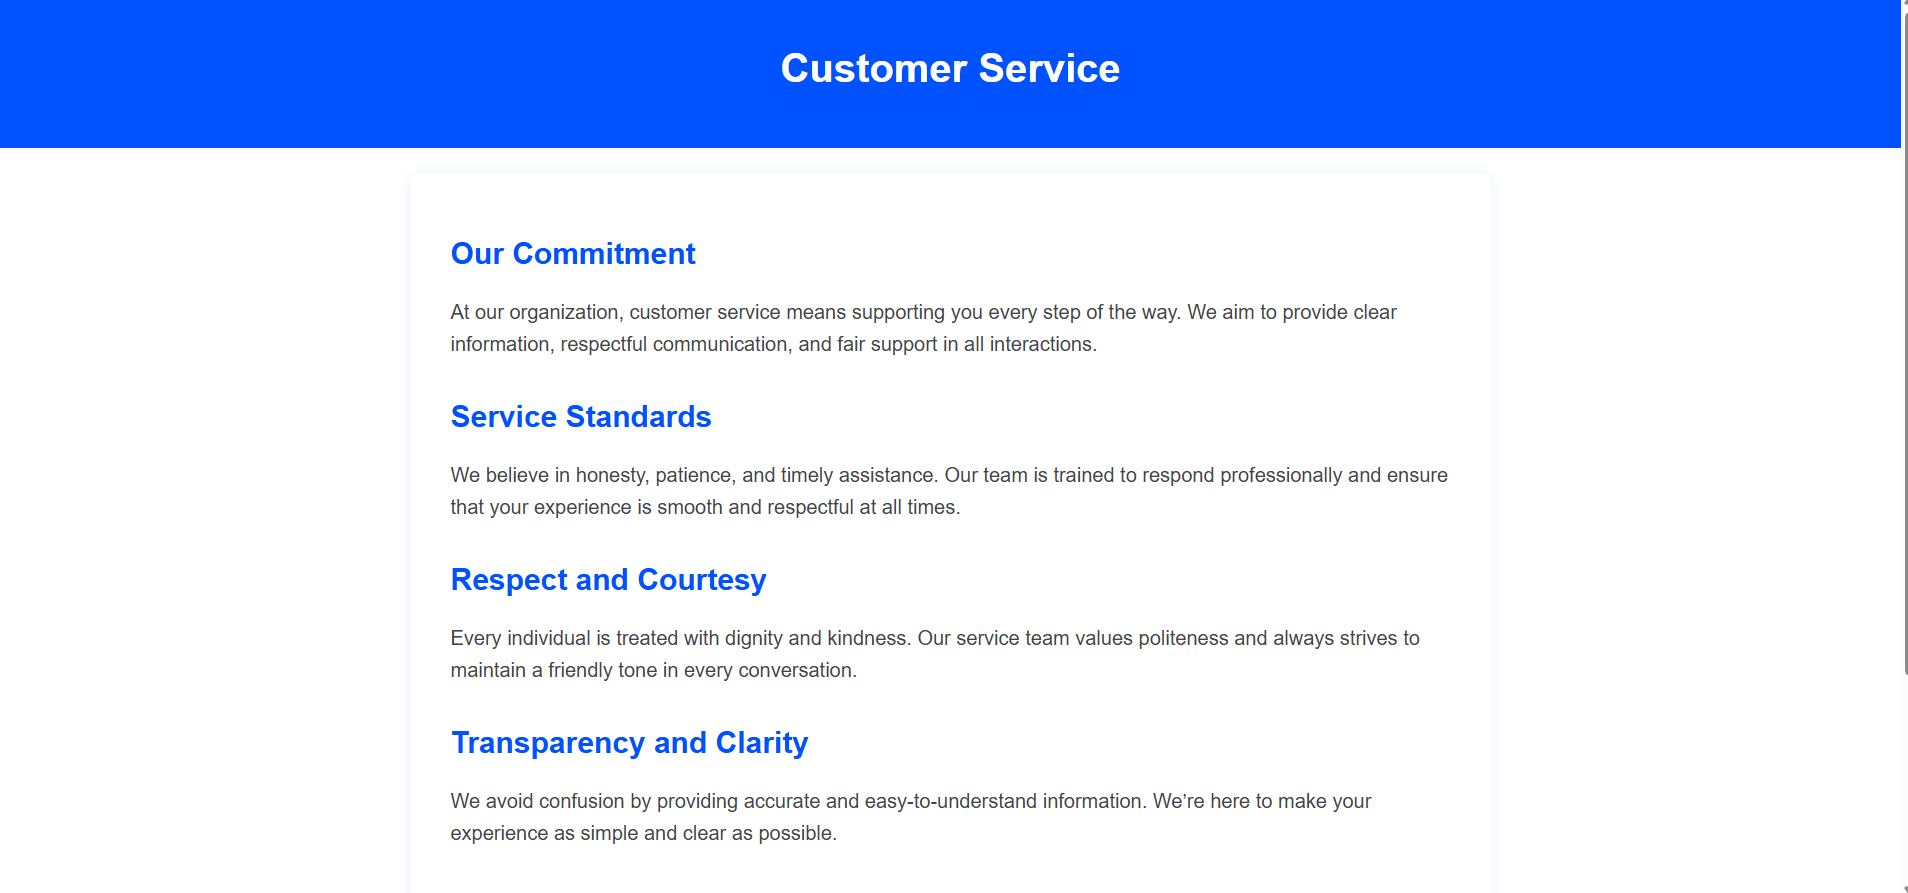 Customer Service
Our Commitment
At our organization, customer service means supporting you every step of the way. We aim to provide clear
information, respectful communication, and fair support in all interactions.
Service Standards
We believe in honesty, patience, and timely assistance. Our team is trained to respond professionally and ensure
that your experience is smooth and respectful at all times.
Respect and Courtesy
Every individual is treated with dignity and kindness. Our service team values politeness and always strives to
maintain a friendly tone in every conversation.
Transparency and Clarity
We avoid confusion by providing accurate and easy-to-understand information. We’re here to make your
experience as simple and clear as possible.